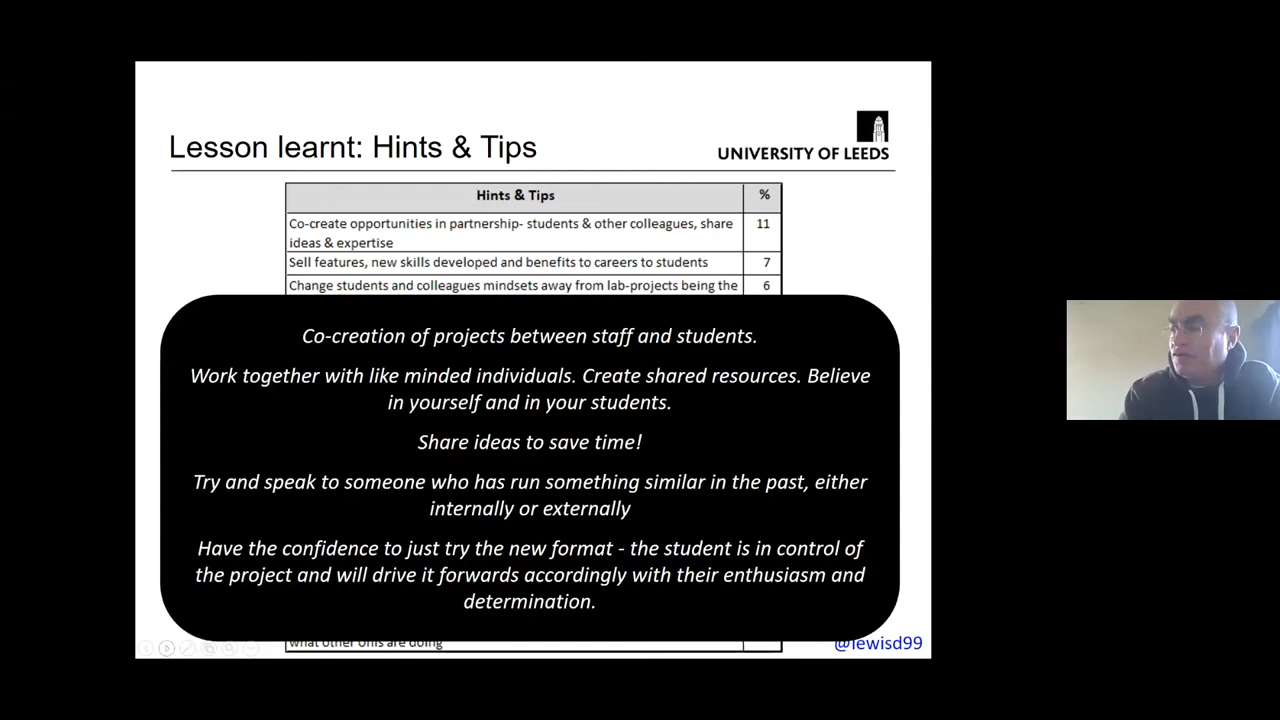 Lesson learnt: Hints & Tips
UNIVERSITY OF LEEDS
Hints & Tips %
Co-create opportunities in partnership- students & other colleagues, share 11
ideas & expertise
Sell features, new skills developed and benefits to careers to students 7
Change students and colleagues mindsets away from lab-projects being the 6
Co-creation of projects between staff and students.
Work together with like minded individuals. Create shared resources. Believe
in yourself and in your students.
Share ideas to save time!
Try and speak to someone who has run something similar in the past, either
internally or externally
Have the confidence to just try the new format - the student is in control of
the project and will drive it forwards accordingly with their enthusiasm and
determination.
what other Unis are doing
@lewisd99